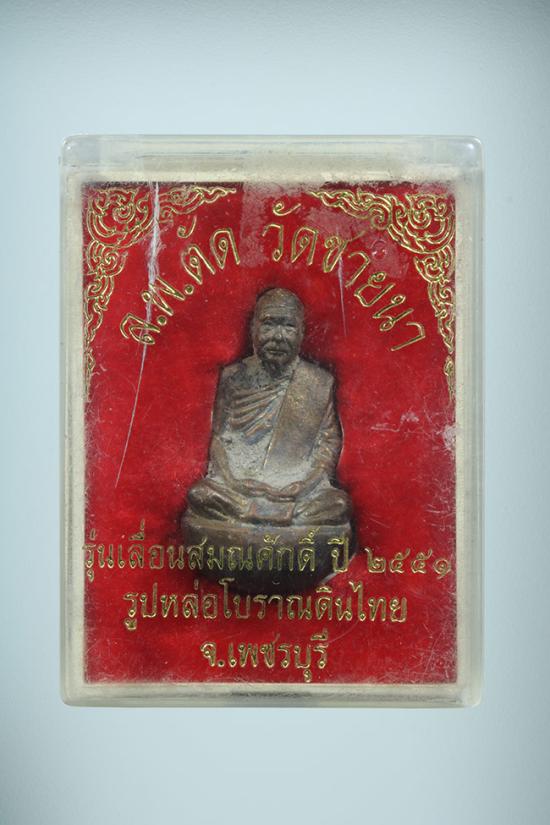 ล.พ.ตัด วัดชายนา
รุ่นเลื่อนสมณศักดิ์ ปี ๒๕๕๑
รูปหล่อโบราณดินไทย
จ.เพชรบุรี